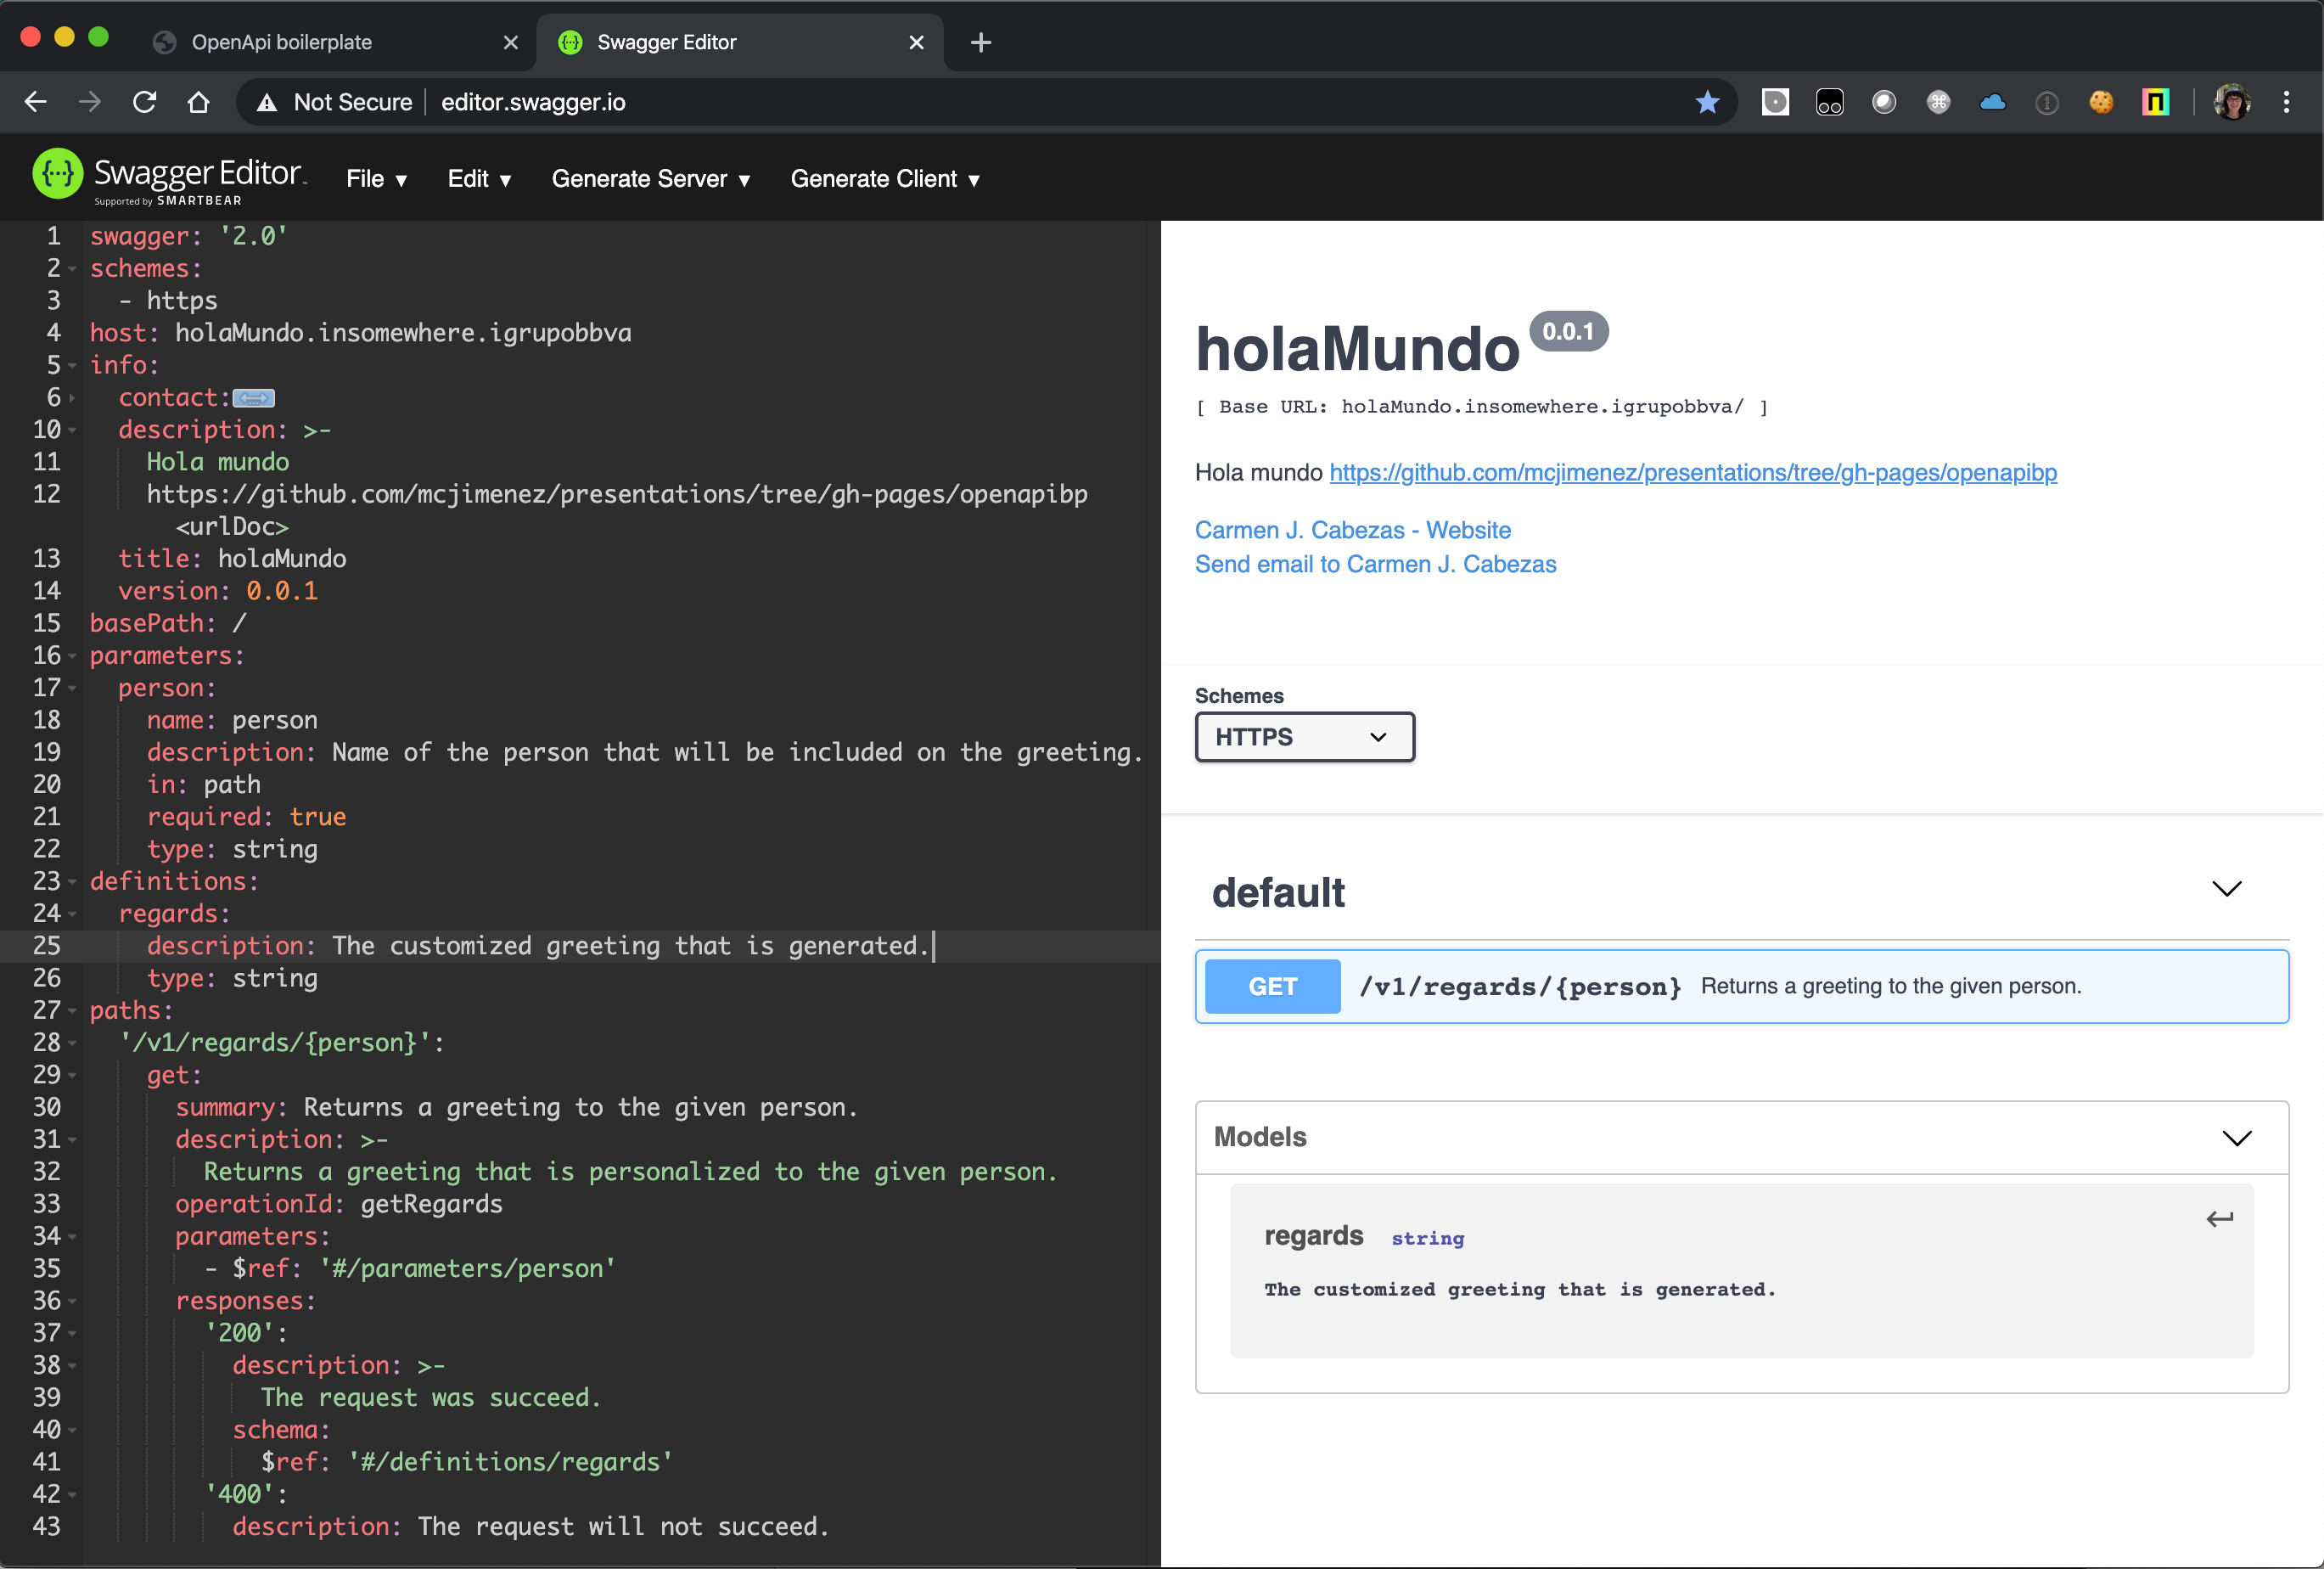 OpenApi boilerplate
Swagger Editor
Not Secure
editor.swagger.io
Swagger Editor
Supported by SMARTBEAR
File ▼
Edit ▼
Generate Server ▼
Generate Client ▼
1 swagger: '2.0'
2 schemes:
3 - https
4 host: holaMundo.insomewhere.igrupobbva
5 info:
6 contact:
10 description: >-
11 Hola mundo
12 https://github.com/mcjimenez/presentations/tree/gh-pages/openapibp
<urlDoc>
13 title: holaMundo
14 version: 0.0.1
15 basePath: /
16 parameters:
17 person:
18 name: person
19 description: Name of the person that will be included on the greeting.
20 in: path
21 required: true
22 type: string
23 definitions:
24 regards:
25 description: The customized greeting that is generated.
26 type: string
27 paths:
28 '/v1/regards/{person}':
29 get:
30 summary: Returns a greeting to the given person.
31 description: >-
32 Returns a greeting that is personalized to the given person.
33 operationId: getRegards
34 parameters:
35 - $ref: '#/parameters/person'
36 responses:
37 '200':
38 description: >-
39 The request was succeed.
40 schema:
41 $ref: '#/definitions/regards'
42 '400':
43 description: The request will not succeed.
holaMundo 0.0.1
[ Base URL: holaMundo.insomewhere.igrupobbva/ ]
Hola mundo https://github.com/mcjimenez/presentations/tree/gh-pages/openapibp
Carmen J. Cabezas - Website
Send email to Carmen J. Cabezas
Schemes
HTTPS
default
GET /v1/regards/{person} Returns a greeting to the given person.
Models
regards string
The customized greeting that is generated.